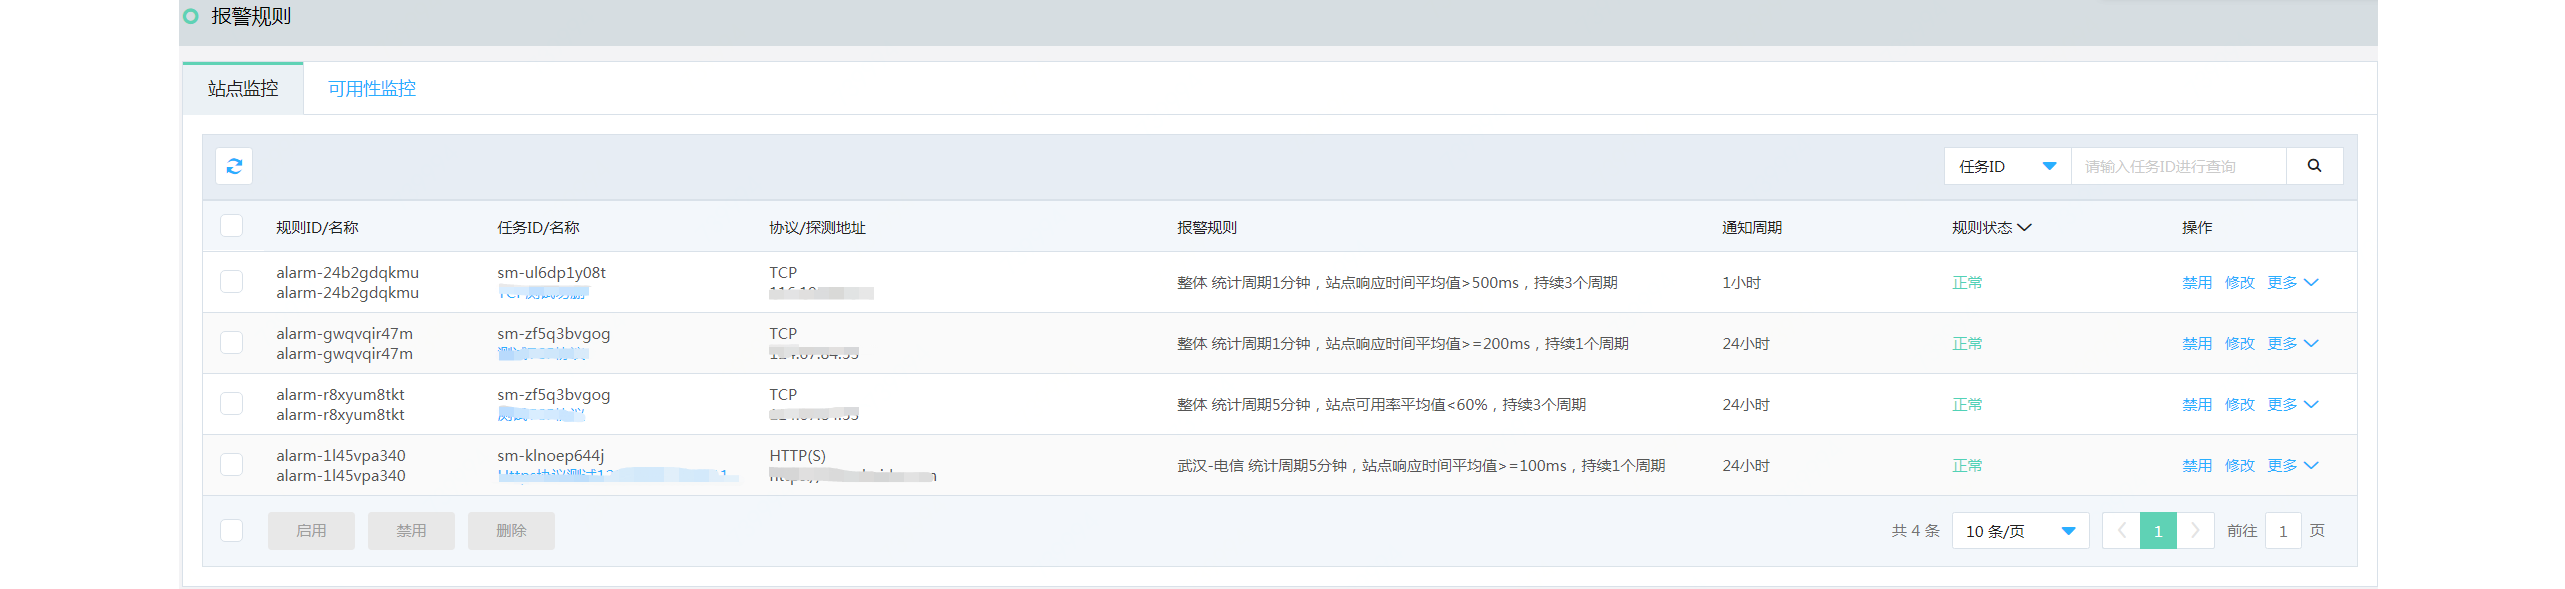 报警规则
站点监控 可用性监控
任务ID 请输入任务ID进行查询
规则ID/名称 任务ID/名称 协议/探测地址 报警规则 通知周期 规则状态 操作
alarm-24b2gdqkmu sm-ul6dp1y08t TCP 整体 统计周期1分钟，站点响应时间平均值>500ms，持续3个周期 1小时 正常 禁用 修改 更多
alarm-24b2gdqkmu
alarm-gwqvqir47m sm-zf5q3bvgog TCP 整体 统计周期1分钟，站点响应时间平均值>=200ms，持续1个周期 24小时 正常 禁用 修改 更多
alarm-gwqvqir47m
alarm-r8xyum8tkt sm-zf5q3bvgog TCP 整体 统计周期5分钟，站点可用率平均值<60%，持续3个周期 24小时 正常 禁用 修改 更多
alarm-r8xyum8tkt
alarm-1l45vpa340 sm-klnoep644j HTTP(S) 武汉-电信 统计周期5分钟，站点响应时间平均值>=100ms，持续1个周期 24小时 正常 禁用 修改 更多
alarm-1l45vpa340
启用 禁用 删除 共 4 条 10 条/页 1 前往 1 页